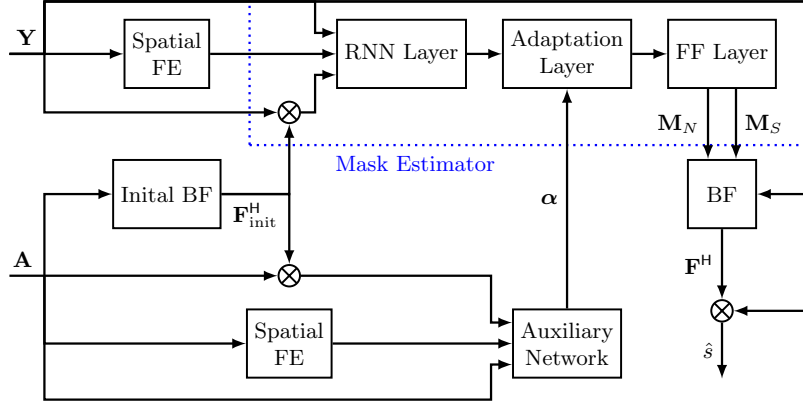 Y
Spatial
FE
RNN Layer
Adaptation
Layer
FF Layer
M_N
M_S
Mask Estimator
Inital BF
F_init^H
α
BF
A
F^H
Spatial
FE
Auxiliary
Network
ŝ